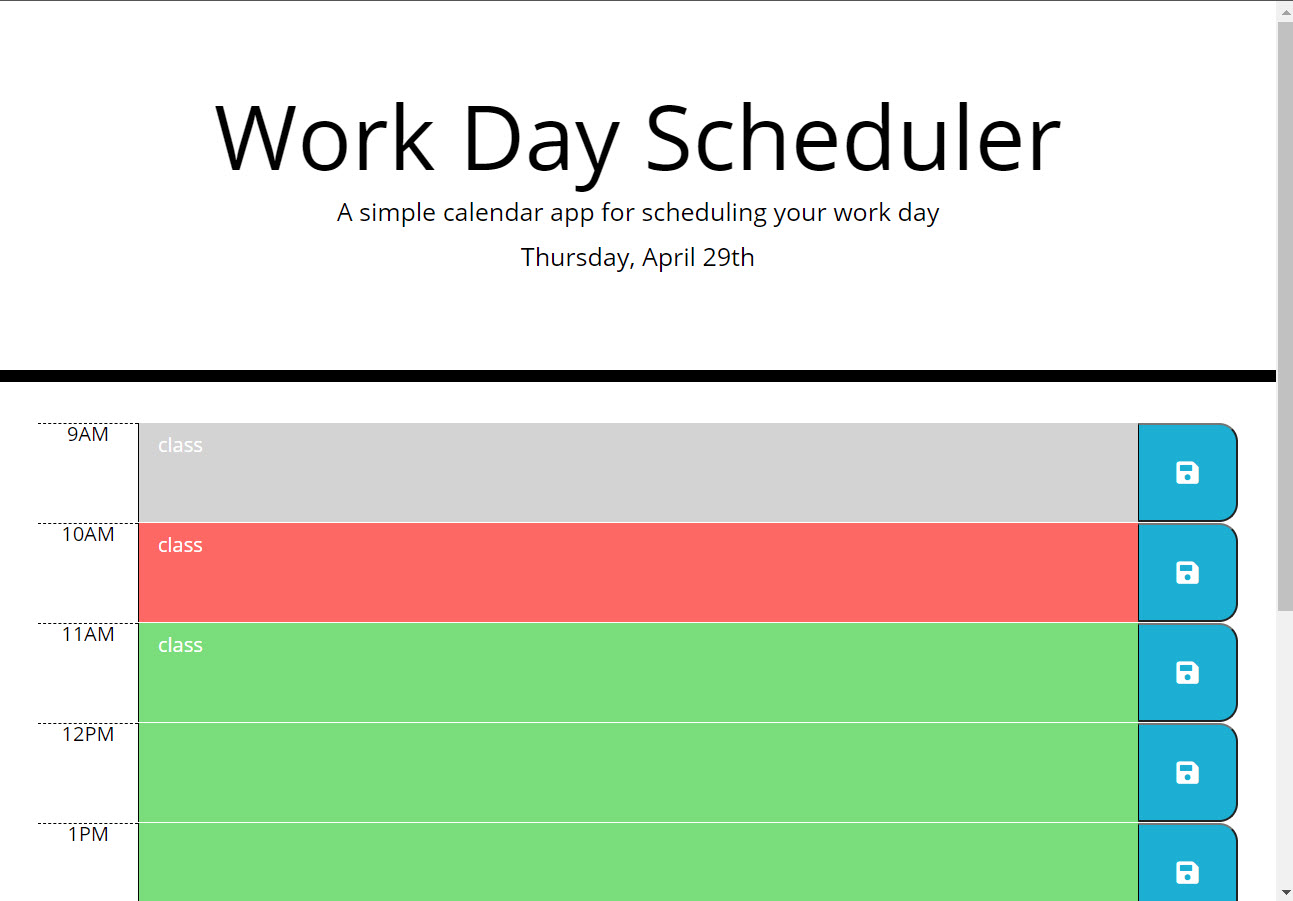 Work Day Scheduler
A simple calendar app for scheduling your work day
Thursday, April 29th
9AM
class
10AM
class
11AM
class
12PM
1PM